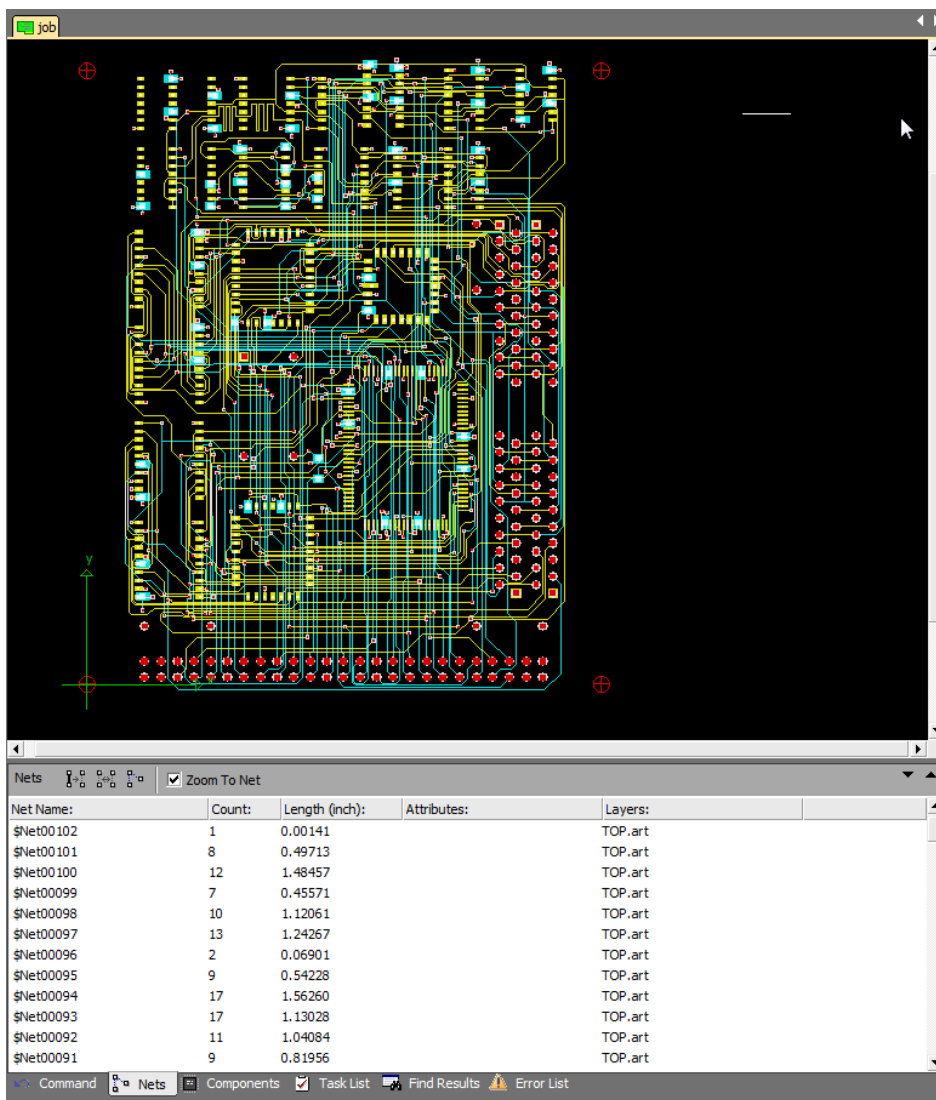 job
y
Nets Zoom To Net
Net Name: Count: Length (inch): Attributes: Layers:
$Net00102 1 0.00141 TOP.art
$Net00101 8 0.49713 TOP.art
$Net00100 12 1.48457 TOP.art
$Net00099 7 0.45571 TOP.art
$Net00098 10 1.12061 TOP.art
$Net00097 13 1.24267 TOP.art
$Net00096 2 0.06901 TOP.art
$Net00095 9 0.54228 TOP.art
$Net00094 17 1.56260 TOP.art
$Net00093 17 1.13028 TOP.art
$Net00092 11 1.04084 TOP.art
$Net00091 9 0.81956 TOP.art
Command Nets Components Task List Find Results Error List